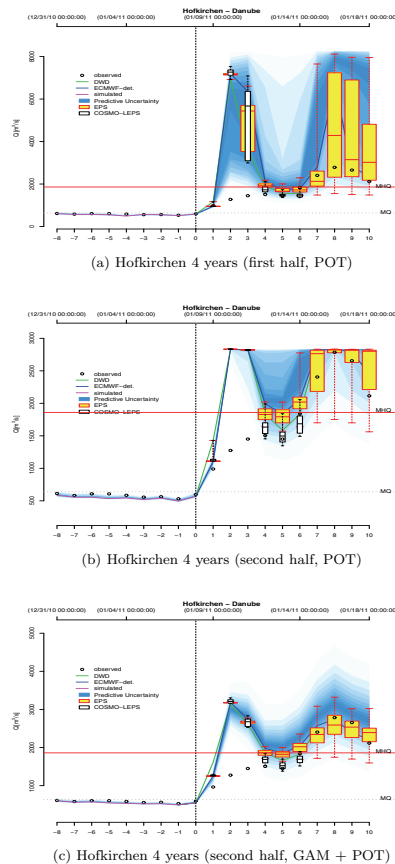 Hofkirchen – Danube
(12/31/10 00:00:00) (01/04/11 00:00:00) (01/09/11 00:00:00) (01/14/11 00:00:00) (01/18/11 00:00:00)
Q[m³/s]
8000
6000
4000
2000
0
observed
DWD
ECMWF–det.
simulated
Predictive Uncertainty
EPS
COSMO–LEPS
MHQ
MQ
−8 −7 −6 −5 −4 −3 −2 −1 0 1 2 3 4 5 6 7 8 9 10
(a) Hofkirchen 4 years (first half, POT)
Hofkirchen – Danube
(12/31/10 00:00:00) (01/04/11 00:00:00) (01/09/11 00:00:00) (01/14/11 00:00:00) (01/18/11 00:00:00)
Q[m³/s]
3000
2500
2000
1500
1000
500
observed
DWD
ECMWF–det.
simulated
Predictive Uncertainty
EPS
COSMO–LEPS
MHQ
MQ
−8 −7 −6 −5 −4 −3 −2 −1 0 1 2 3 4 5 6 7 8 9 10
(b) Hofkirchen 4 years (second half, POT)
Hofkirchen – Danube
(12/31/10 00:00:00) (01/04/11 00:00:00) (01/09/11 00:00:00) (01/14/11 00:00:00) (01/18/11 00:00:00)
Q[m³/s]
5000
4000
3000
2000
1000
observed
DWD
ECMWF–det.
simulated
Predictive Uncertainty
EPS
COSMO–LEPS
MHQ
MQ
−8 −7 −6 −5 −4 −3 −2 −1 0 1 2 3 4 5 6 7 8 9 10
(c) Hofkirchen 4 years (second half, GAM + POT)